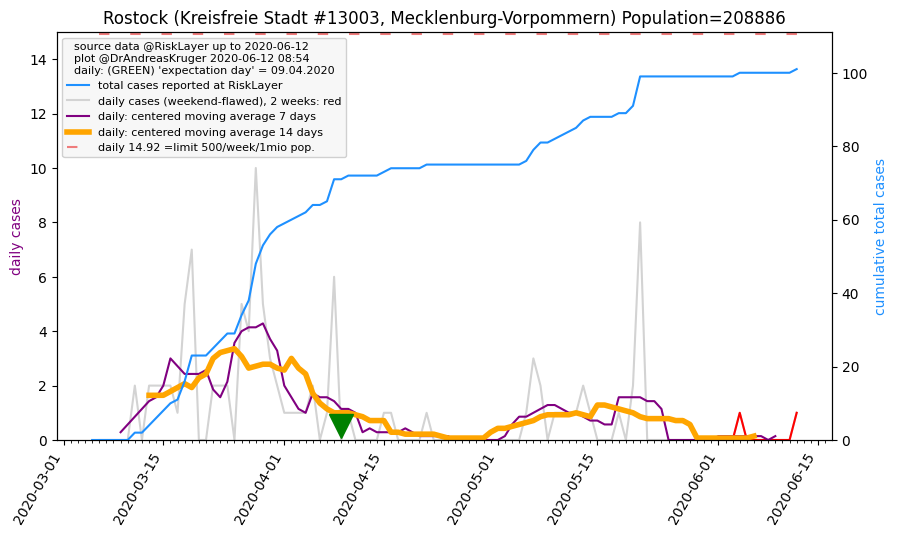 Rostock (Kreisfreie Stadt #13003, Mecklenburg-Vorpommern) Population=208886
source data @RiskLayer up to 2020-06-12
plot @DrAndreasKruger 2020-06-12 08:54
daily: (GREEN) 'expectation day' = 09.04.2020
total cases reported at RiskLayer
daily cases (weekend-flawed), 2 weeks: red
daily: centered moving average 7 days
daily: centered moving average 14 days
daily 14.92 =limit 500/week/1mio pop.
daily cases
14
12
10
8
6
4
2
0
100
80
60
40
20
0
cumulative total cases
2020-03-01
2020-03-15
2020-04-01
2020-04-15
2020-05-01
2020-05-15
2020-06-01
2020-06-15